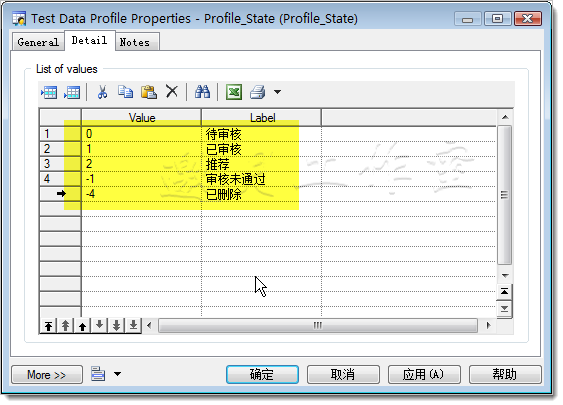 Test Data Profile Properties - Profile_State (Profile_State)
General Detail Notes
List of values
Value Label
1 0 待审核
2 1 已审核
3 2 推荐
4 -1 审核未通过
-4 已删除
More >> 确定 取消 应用(A) 帮助